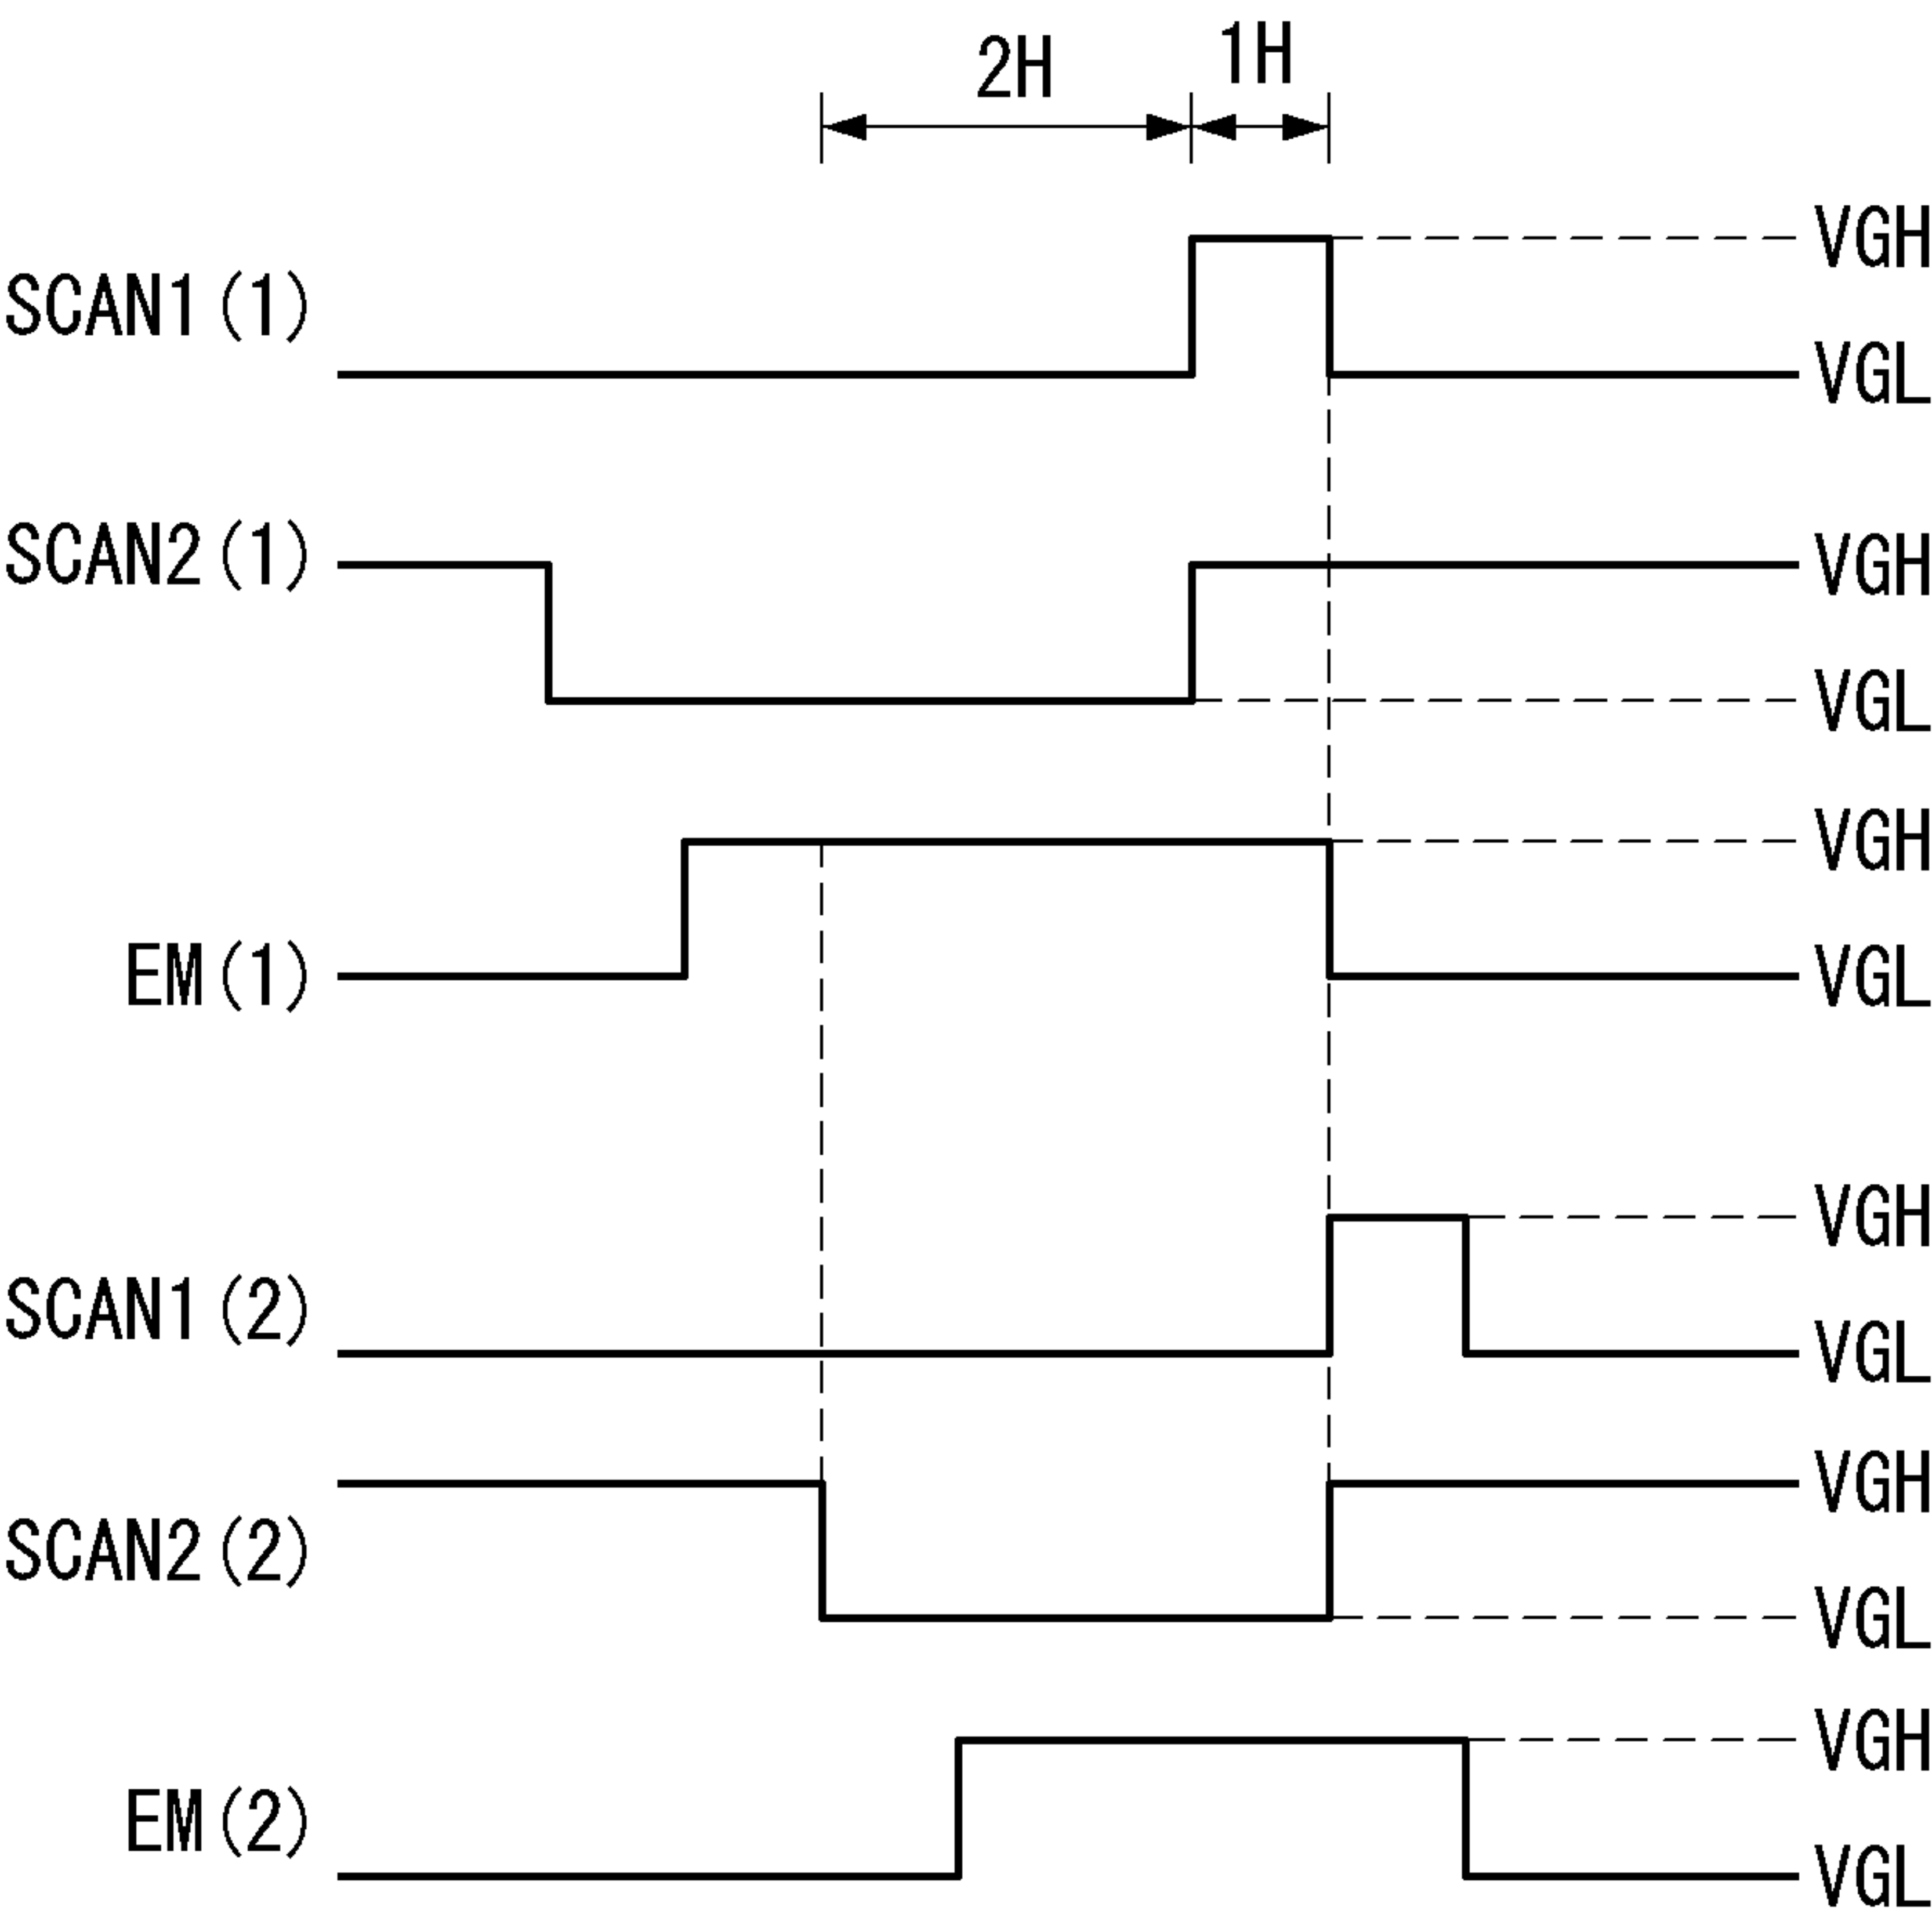 2H
1H
SCAN1(1)
VGH
VGL
SCAN2(1)
VGH
VGL
EM(1)
VGH
VGL
SCAN1(2)
VGH
VGL
SCAN2(2)
VGH
VGL
EM(2)
VGH
VGL